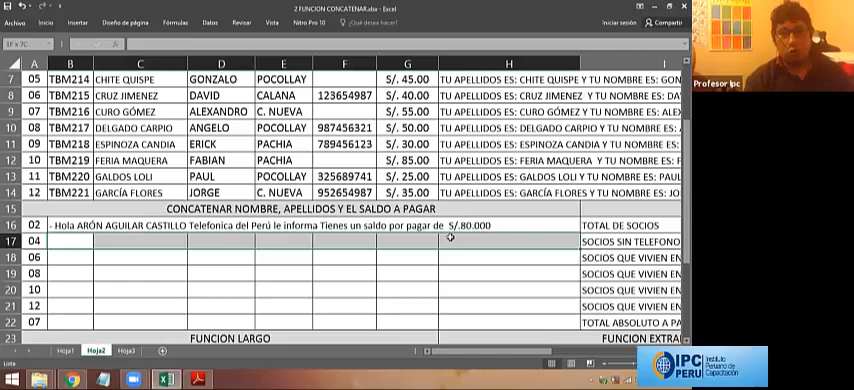 2 FUNCION CONCATENAR.xlsx - Excel
Archivo Inicio Insertar Diseño de página Fórmulas Datos Revisar Vista Nitro Pro 10 ¿Qué desea hacer? Iniciar sesión Compartir
1F x 7C fx
A B C D E F G H I
7 05 TBM214 CHITE QUISPE GONZALO POCOLLAY S/. 45.00 TU APELLIDOS ES: CHITE QUISPE Y TU NOMBRE ES: GON
8 06 TBM215 CRUZ JIMENEZ DAVID CALANA 123654987 S/. 40.00 TU APELLIDOS ES: CRUZ JIMENEZ Y TU NOMBRE ES: DA
9 07 TBM216 CURO GÓMEZ ALEXANDRO C. NUEVA S/. 55.00 TU APELLIDOS ES: CURO GÓMEZ Y TU NOMBRE ES: ALE
10 08 TBM217 DELGADO CARPIO ANGELO POCOLLAY 987456321 S/. 50.00 TU APELLIDOS ES: DELGADO CARPIO Y TU NOMBRE ES:
11 09 TBM218 ESPINOZA CANDIA ERICK PACHIA 789456123 S/. 30.00 TU APELLIDOS ES: ESPINOZA CANDIA Y TU NOMBRE ES:
12 10 TBM219 FERIA MAQUERA FABIAN PACHIA S/. 85.00 TU APELLIDOS ES: FERIA MAQUERA Y TU NOMBRE ES: F
13 11 TBM220 GALDOS LOLI PAUL POCOLLAY 325689741 S/. 25.00 TU APELLIDOS ES: GALDOS LOLI Y TU NOMBRE ES: PAUL
14 12 TBM221 GARCÍA FLORES JORGE C. NUEVA 952654987 S/. 35.00 TU APELLIDOS ES: GARCÍA FLORES Y TU NOMBRE ES: JO
15 CONCATENAR NOMBRE, APELLIDOS Y EL SALDO A PAGAR
16 02 - Hola ARÓN AGUILAR CASTILLO Telefonica del Perú le informa Tienes un saldo por pagar de S/.80.000 TOTAL DE SOCIOS
17 04 SOCIOS SIN TELEFONO
18 06 SOCIOS QUE VIVIEN EN
19 08 SOCIOS QUE VIVIEN EN
20 10 SOCIOS QUE VIVIEN EN
21 12 SOCIOS QUE VIVIEN EN
22 07 TOTAL ABSOLUTO A PA
23 FUNCION LARGO FUNCION EXTRA
Hoja1 Hoja2 Hoja3
Listo
Profesor Ipc
IPC PERU Instituto Peruano de Capacitación